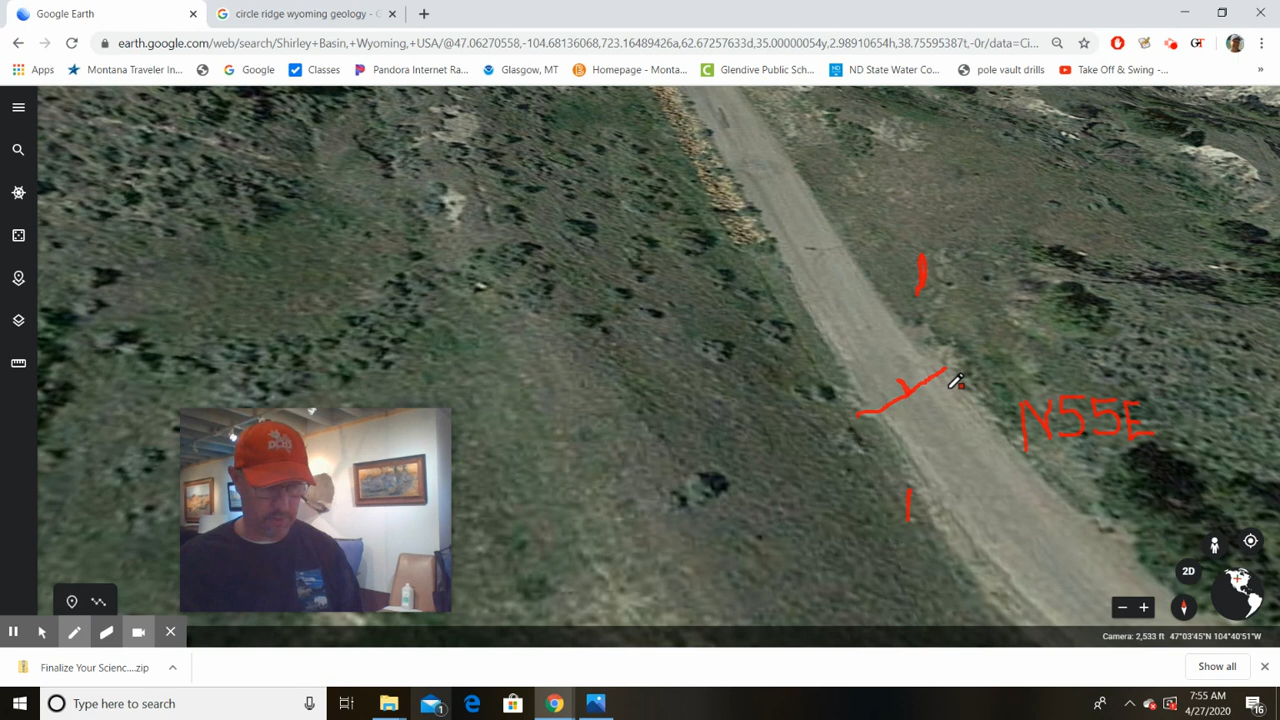 Google Earth
circle ridge wyoming geology - G
earth.google.com/web/search/Shirley+Basin,+Wyoming,+USA/@47.06270558,-104.68136068,723.16489426a,62.67257633d,35.00000054y,2.98910654h,38.75595387t,-0r/data=Ci...
Apps Montana Traveler In... Google Classes Pandora Internet Ra... Glasgow, MT Homepage - Monta... Glendive Public Sch... ND State Water Co... pole vault drills Take Off & Swing -...
N55E
2D
Camera: 2,533 ft 47°03'45"N 104°40'51"W
Finalize Your Scienc....zip
Show all
Type here to search
1
7:55 AM
4/27/2020
16